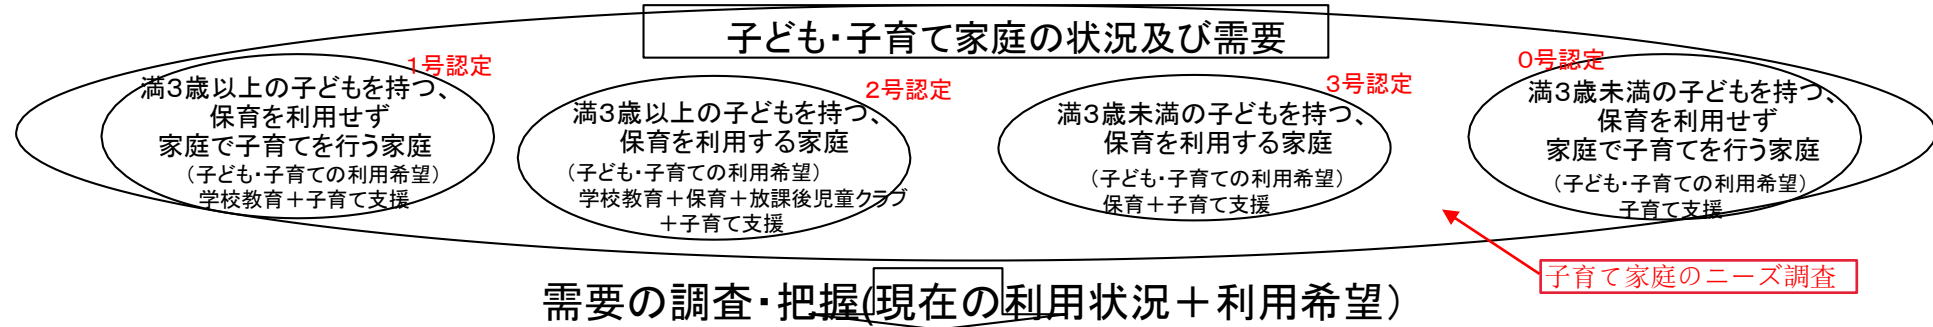 子ども・子育て家庭の状況及び需要
1号認定
満３歳以上の子どもを持つ、
保育を利用せず
家庭で子育てを行う家庭
（子ども・子育ての利用希望）
学校教育＋子育て支援
２号認定
満３歳以上の子どもを持つ、
保育を利用する家庭
（子ども・子育ての利用希望）
学校教育＋保育＋放課後児童クラブ
＋子育て支援
３号認定
満３歳未満の子どもを持つ、
保育を利用する家庭
（子ども・子育ての利用希望）
保育＋子育て支援
０号認定
満３歳未満の子どもを持つ、
保育を利用せず
家庭で子育てを行う家庭
（子ども・子育ての利用希望）
子育て支援
子育て家庭のニーズ調査
需要の調査・把握(現在の利用状況＋利用希望）